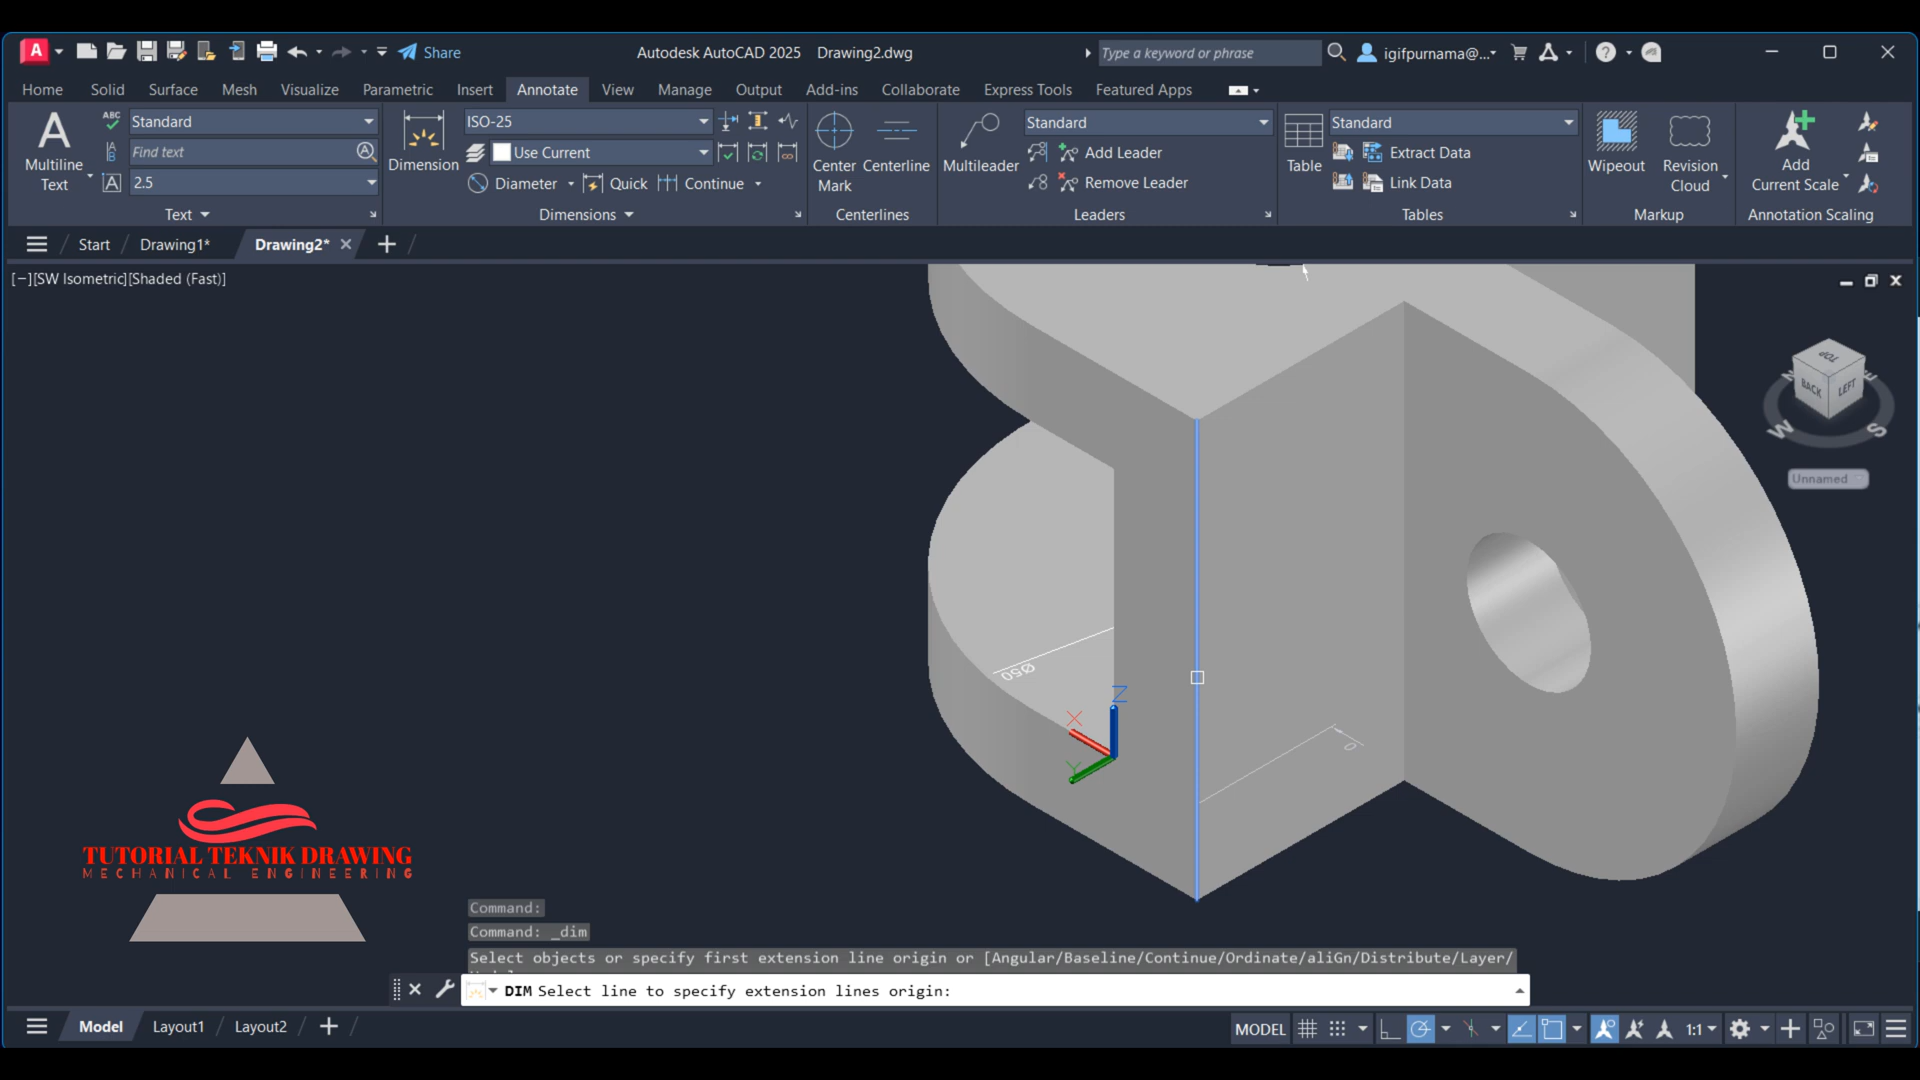 A Share Autodesk AutoCAD 2025 Drawing2.dwg Type a keyword or phrase igifpurnama@...
Home Solid Surface Mesh Visualize Parametric Insert Annotate View Manage Output Add-ins Collaborate Express Tools Featured Apps
A Multiline Text
ABC Standard
Find text
2.5
Text
Dimension
ISO-25
Use Current
Diameter Quick Continue
Dimensions
Center Mark
Centerline
Centerlines
Multileader
Standard
Add Leader
Remove Leader
Leaders
Table
Standard
Extract Data
Link Data
Tables
Wipeout
Revision Cloud
Markup
Add Current Scale
Annotation Scaling
Start Drawing1* Drawing2*
[−][SW Isometric][Shaded (Fast)]
TOP
BACK LEFT
N E
W S
Unnamed
Ø50
Z
X
Y
0
TUTORIAL TEKNIK DRAWING
MECHANICAL ENGINEERING
Command:
Command: _dim
Select objects or specify first extension line origin or [Angular/Baseline/Continue/Ordinate/aliGn/Distribute/Layer/
DIM Select line to specify extension lines origin:
Model Layout1 Layout2
MODEL 1:1